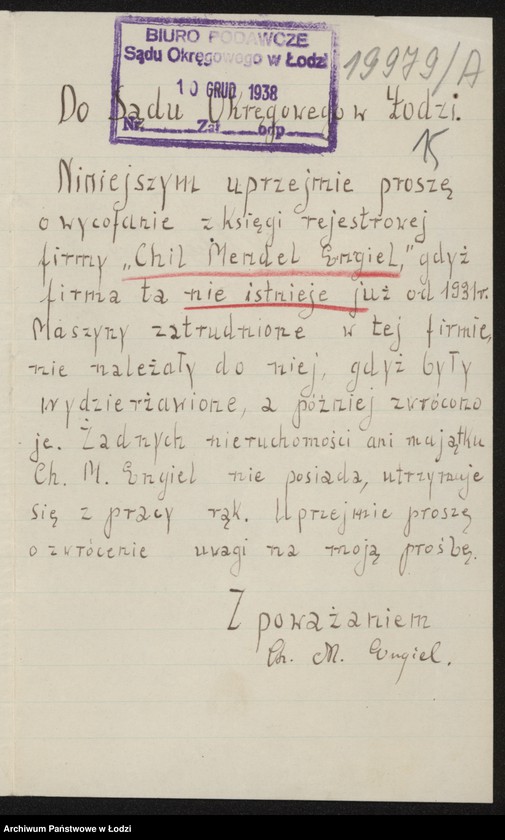 BIURO PODAWCZE
Sądu Okręgowego w Łodzi
10 GRUD 1938
Nr. Zał odp
19979/A
Do Sądu Okręgowego w Łodzi.
15
Niniejszym uprzejmie proszę
o wycofanie z księgi rejestrowej
firmy „Chil Mendel Engiel," gdyż
firma ta nie istnieje już od 1931r.
Maszyny zatrudnione w tej firmie,
nie należały do niej, gdyż były
wydzierżawione, a później zwrócono
je. Żadnych nieruchomości ani majątku
Ch. M. Engiel nie posiada, utrzymuje
się z pracy rąk. Uprzejmie proszę
o zwrócenie uwagi na moją prośbę.
Z poważaniem
Ch. M. Engiel.
Archiwum Państwowe w Łodzi